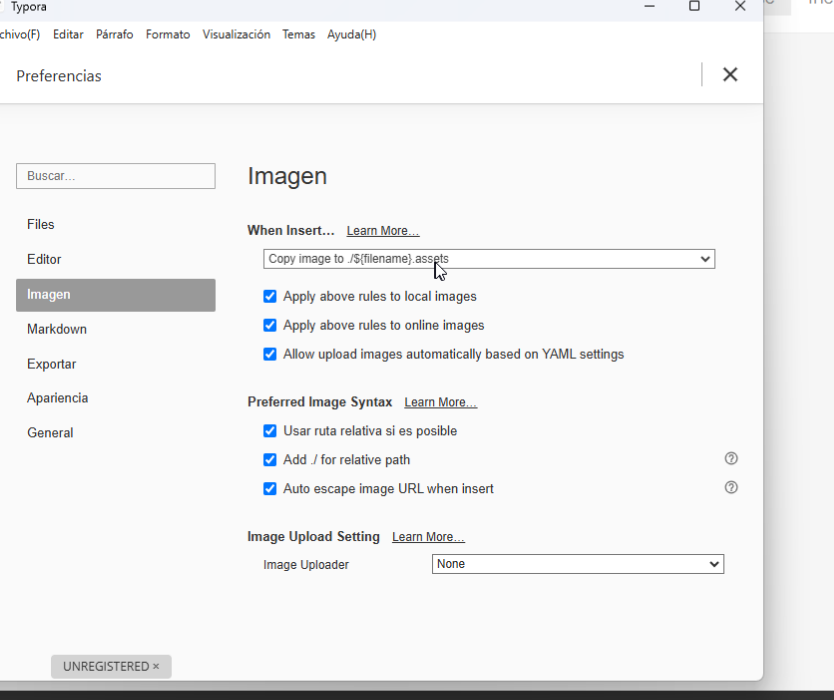 Typora
chivo(F) Editar Párrafo Formato Visualización Temas Ayuda(H)
Preferencias
Buscar...
Files
Editor
Imagen
Markdown
Exportar
Apariencia
General
Imagen
When Insert... Learn More...
Copy image to ./${filename}.assets
Apply above rules to local images
Apply above rules to online images
Allow upload images automatically based on YAML settings
Preferred Image Syntax Learn More...
Usar ruta relativa si es posible
Add ./ for relative path
Auto escape image URL when insert
Image Upload Setting Learn More...
Image Uploader None
UNREGISTERED ×